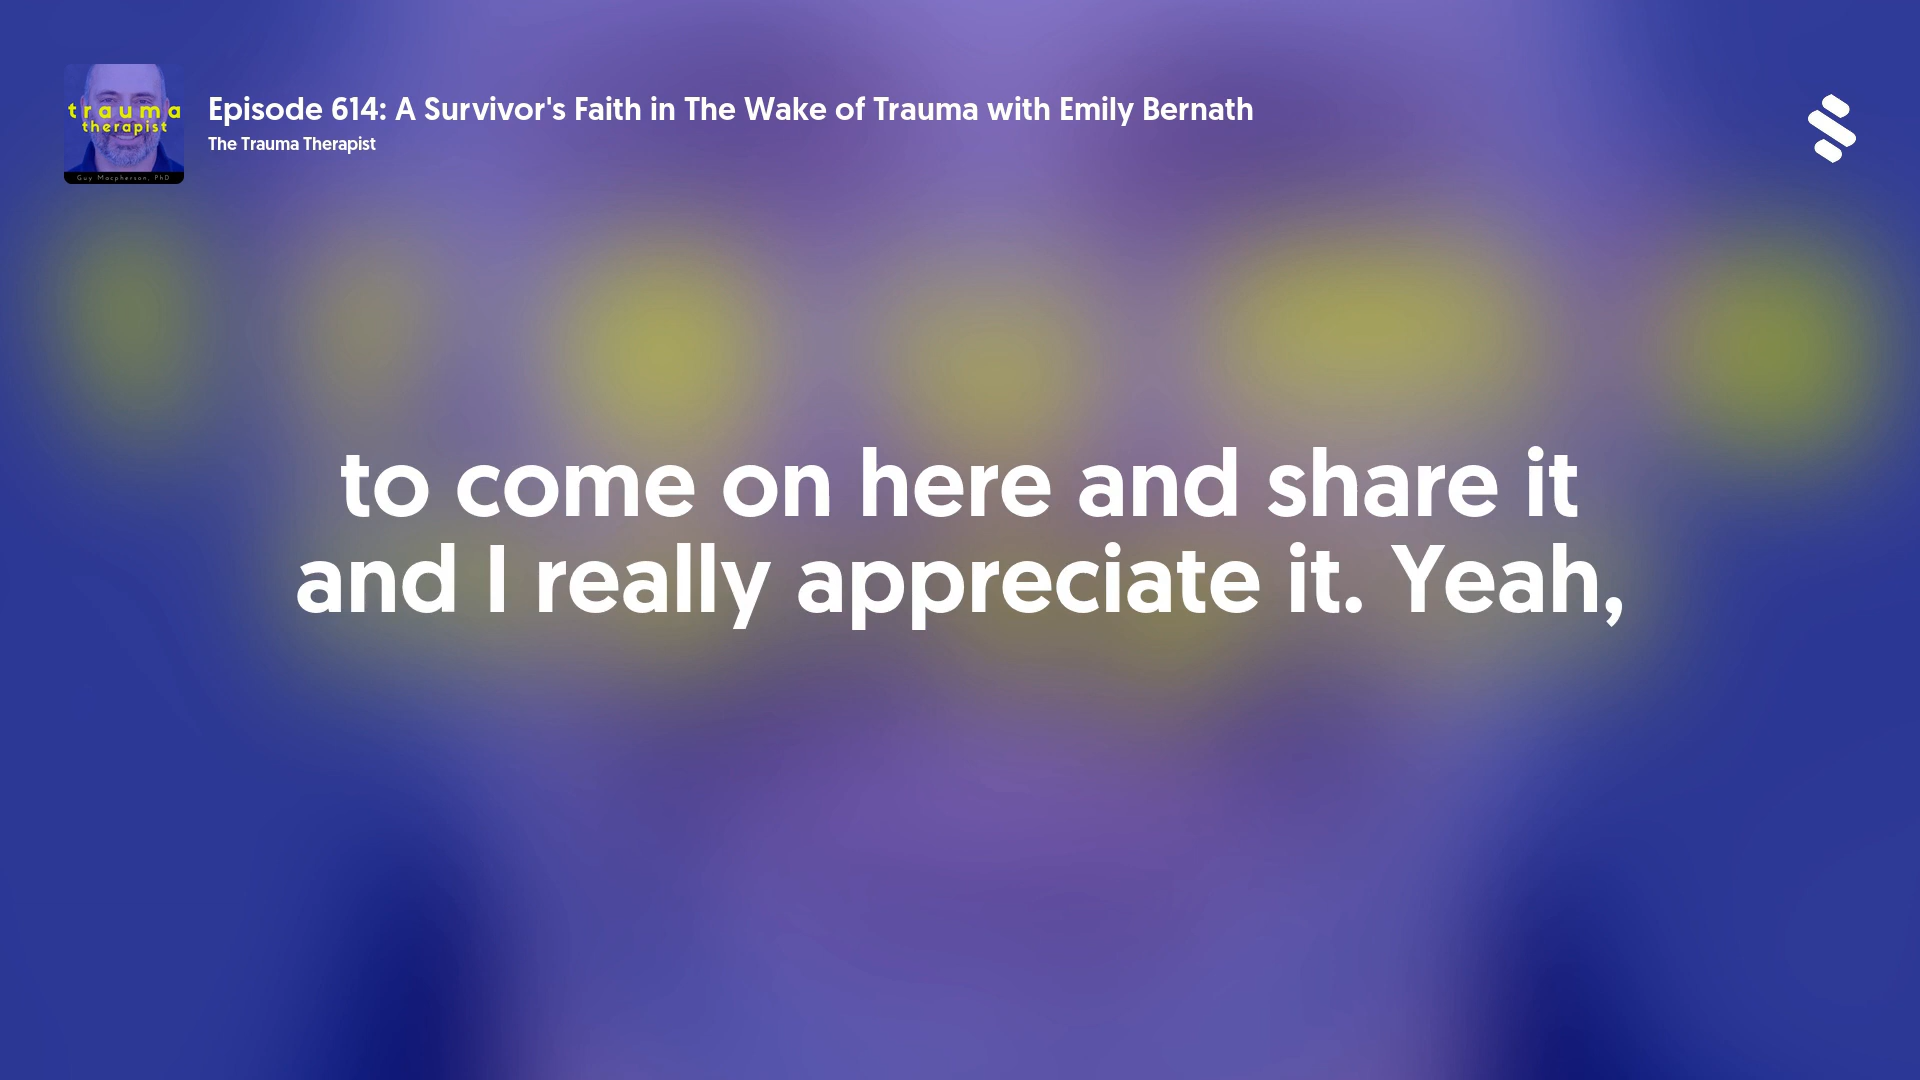 trauma
therapist
Guy Macpherson, PhD
Episode 614: A Survivor's Faith in The Wake of Trauma with Emily Bernath
The Trauma Therapist
to come on here and share it
and I really appreciate it. Yeah,